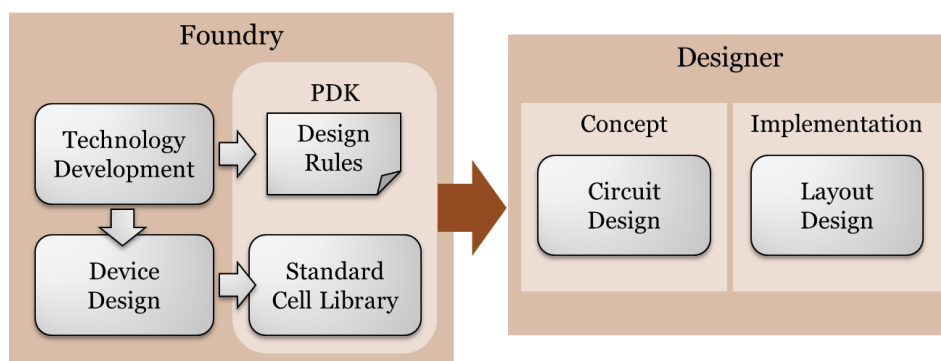 Foundry
PDK
Technology
Development
Design
Rules
Device
Design
Standard
Cell Library
Designer
Concept
Implementation
Circuit
Design
Layout
Design